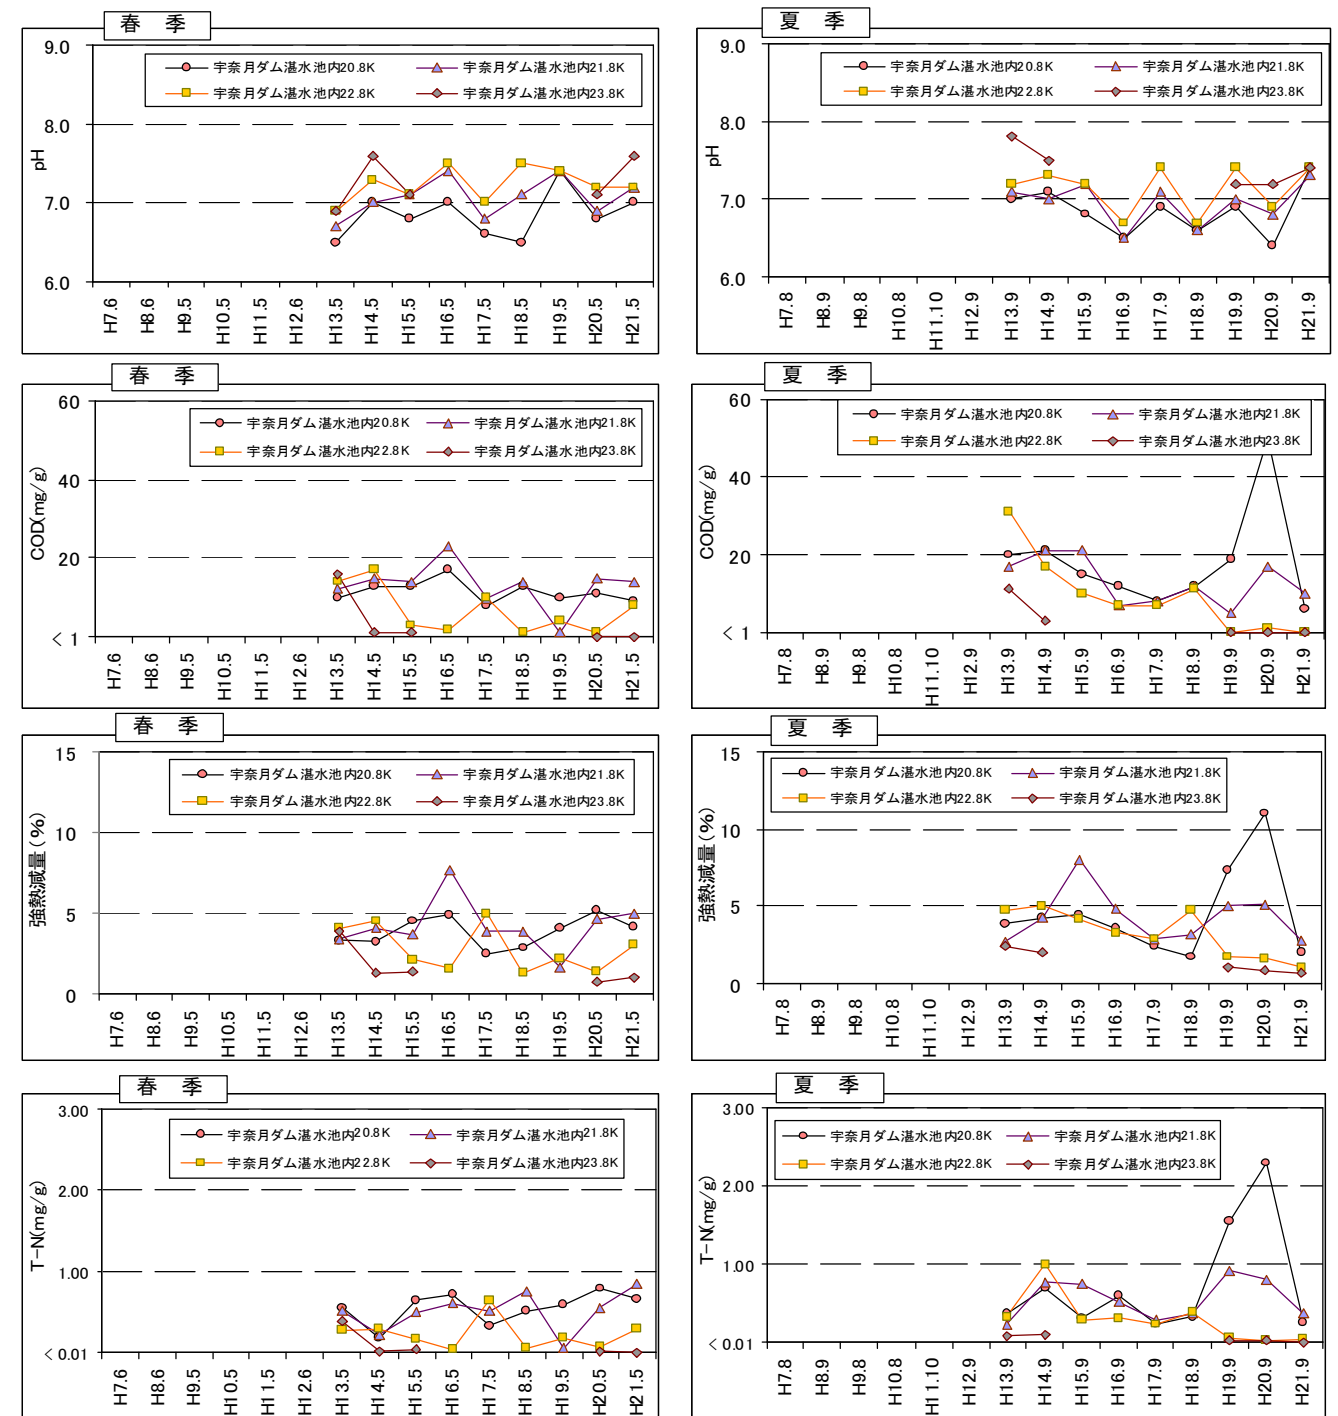 春 季
9.0
8.0
7.0
6.0
pH
宇奈月ダム湛水池内20.8K
宇奈月ダム湛水池内21.8K
宇奈月ダム湛水池内22.8K
宇奈月ダム湛水池内23.8K
H7.6
H8.6
H9.5
H10.5
H11.5
H12.6
H13.5
H14.5
H15.5
H16.5
H17.5
H18.5
H19.5
H20.5
H21.5
夏 季
9.0
8.0
7.0
6.0
pH
宇奈月ダム湛水池内20.8K
宇奈月ダム湛水池内21.8K
宇奈月ダム湛水池内22.8K
宇奈月ダム湛水池内23.8K
H7.8
H8.9
H9.8
H10.8
H11.10
H12.9
H13.9
H14.9
H15.9
H16.9
H17.9
H18.9
H19.9
H20.9
H21.9
春 季
60
40
20
< 1
COD(mg/g)
宇奈月ダム湛水池内20.8K
宇奈月ダム湛水池内21.8K
宇奈月ダム湛水池内22.8K
宇奈月ダム湛水池内23.8K
H7.6
H8.6
H9.5
H10.5
H11.5
H12.6
H13.5
H14.5
H15.5
H16.5
H17.5
H18.5
H19.5
H20.5
H21.5
夏 季
60
40
20
< 1
COD(mg/g)
宇奈月ダム湛水池内20.8K
宇奈月ダム湛水池内21.8K
宇奈月ダム湛水池内22.8K
宇奈月ダム湛水池内23.8K
H7.8
H8.9
H9.8
H10.8
H11.10
H12.9
H13.9
H14.9
H15.9
H16.9
H17.9
H18.9
H19.9
H20.9
H21.9
春 季
15
10
5
0
強熱減量(%)
宇奈月ダム湛水池内20.8K
宇奈月ダム湛水池内21.8K
宇奈月ダム湛水池内22.8K
宇奈月ダム湛水池内23.8K
H7.6
H8.6
H9.5
H10.5
H11.5
H12.6
H13.5
H14.5
H15.5
H16.5
H17.5
H18.5
H19.5
H20.5
H21.5
夏 季
15
10
5
0
強熱減量(%)
宇奈月ダム湛水池内20.8K
宇奈月ダム湛水池内21.8K
宇奈月ダム湛水池内22.8K
宇奈月ダム湛水池内23.8K
H7.8
H8.9
H9.8
H10.8
H11.10
H12.9
H13.9
H14.9
H15.9
H16.9
H17.9
H18.9
H19.9
H20.9
H21.9
春 季
3.00
2.00
1.00
< 0.01
T-N(mg/g)
宇奈月ダム湛水池内20.8K
宇奈月ダム湛水池内21.8K
宇奈月ダム湛水池内22.8K
宇奈月ダム湛水池内23.8K
H7.6
H8.6
H9.5
H10.5
H11.5
H12.6
H13.5
H14.5
H15.5
H16.5
H17.5
H18.5
H19.5
H20.5
H21.5
夏 季
3.00
2.00
1.00
< 0.01
T-N(mg/g)
宇奈月ダム湛水池内20.8K
宇奈月ダム湛水池内21.8K
宇奈月ダム湛水池内22.8K
宇奈月ダム湛水池内23.8K
H7.8
H8.9
H9.8
H10.8
H11.10
H12.9
H13.9
H14.9
H15.9
H16.9
H17.9
H18.9
H19.9
H20.9
H21.9